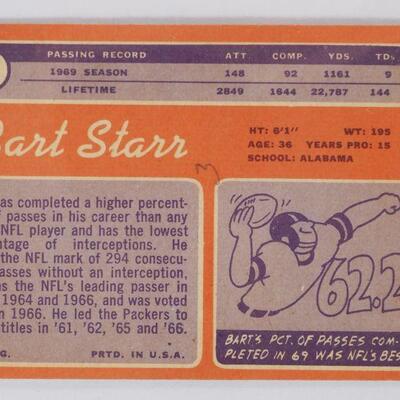 PASSING RECORD ATT. COMP. YDS. TDs
1969 SEASON 148 92 1161 9
LIFETIME 2849 1644 22,787 144
Bart Starr
HT: 6'1" WT: 195
AGE: 36 YEARS PRO: 15
SCHOOL: ALABAMA
3
as completed a higher percent-
f passes in his career than any
NFL player and has the lowest
ntage of interceptions. He
he NFL mark of 294 consecu-
asses without an interception,
as the NFL's leading passer in
1964 and 1966, and was voted
in 1966. He led the Packers to
titles in '61, '62, '65 and '66.
G. PRTD. IN U.S.A.
62.2
BART'S PCT. OF PASSES COM-
PLETED IN 69 WAS NFL'S BES